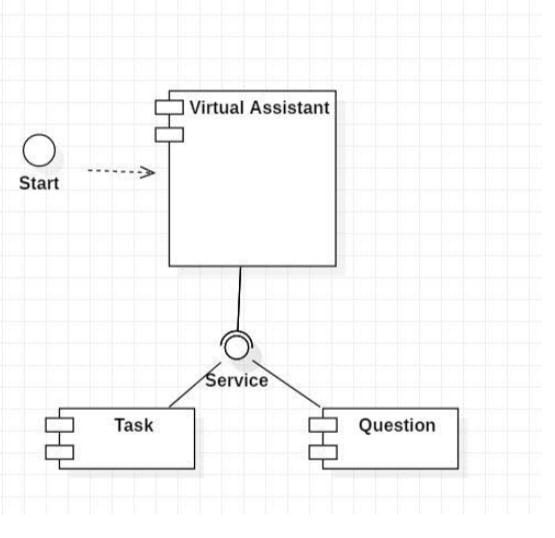 Virtual Assistant
Start
Service
Task
Question